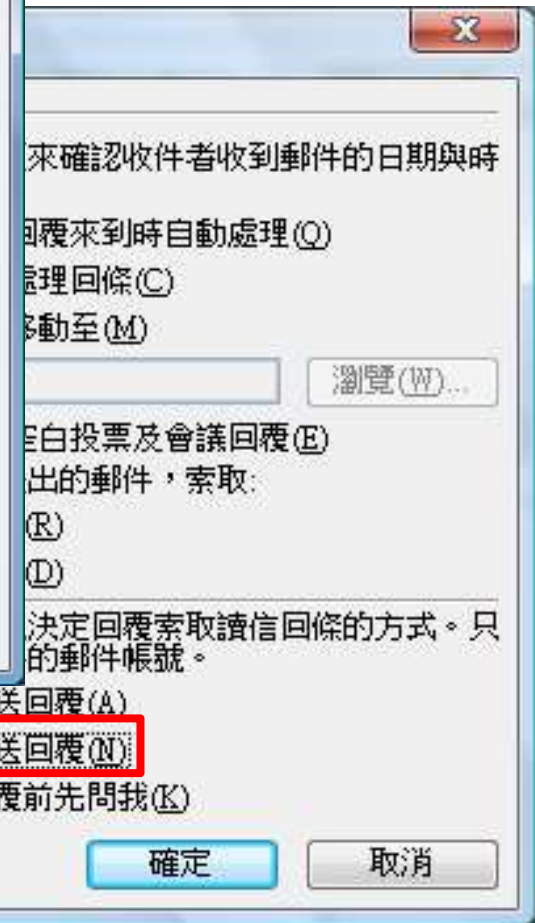 來確認收件者收到郵件的日期與時
回覆來到時自動處理(Q)
處理回條(C)
移動至(M)
瀏覽(W)...
空白投票及會議回覆(E)
出的郵件，索取:
(R)
(D)
決定回覆索取讀信回條的方式。只
的郵件帳號。
送回覆(A)
送回覆(N)
覆前先問我(K)
確定
取消